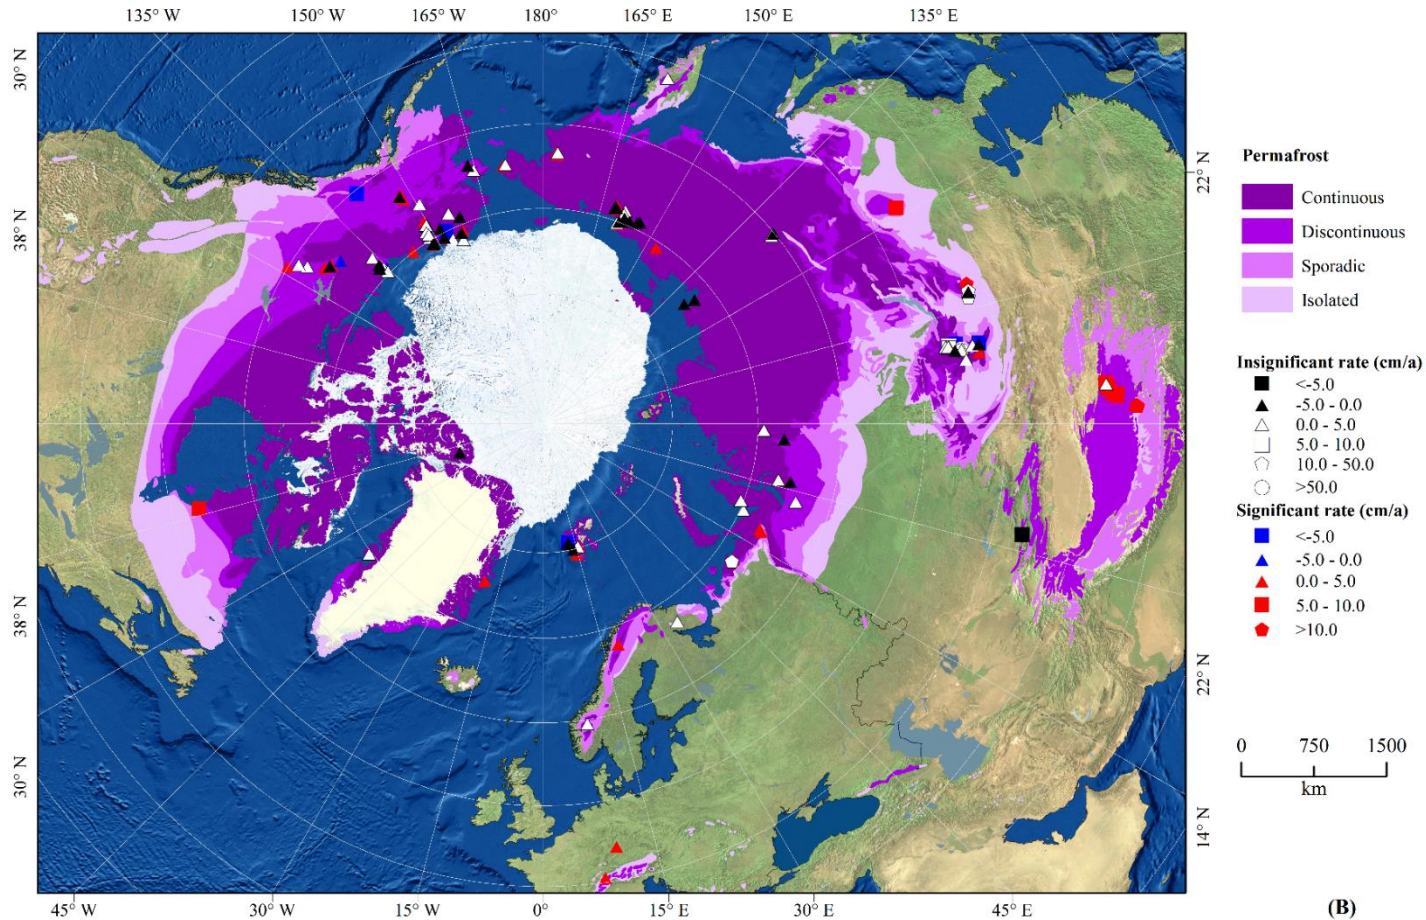 135° W 150° W 165° W 180° 165° E 150° E 135° E
30° N
38° N
38° N
30° N
22° N
22° N
14° N
45° W 30° W 15° W 0° 15° E 30° E 45° E
Permafrost
Continuous
Discontinuous
Sporadic
Isolated
Insignificant rate (cm/a)
<-5.0
-5.0 - 0.0
0.0 - 5.0
5.0 - 10.0
10.0 - 50.0
>50.0
Significant rate (cm/a)
<-5.0
-5.0 - 0.0
0.0 - 5.0
5.0 - 10.0
>10.0
0 750 1500
km
(B)